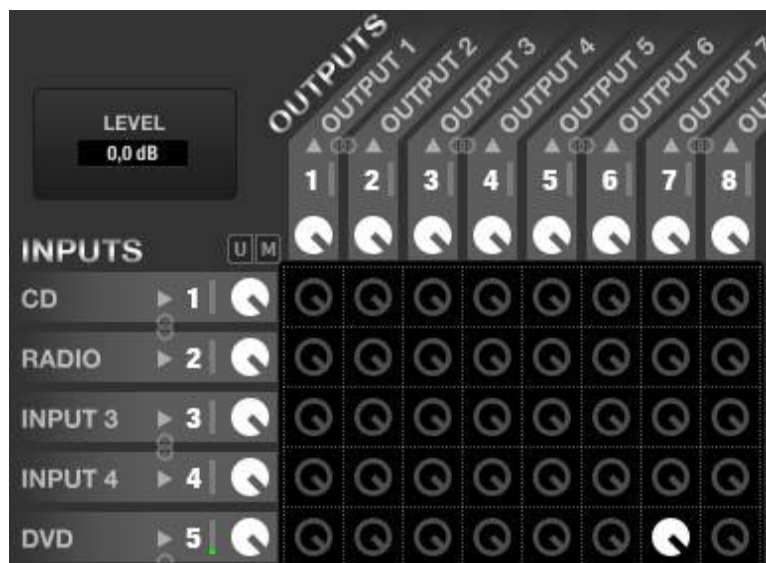 OUTPUTS
OUTPUT 1
OUTPUT 2
OUTPUT 3
OUTPUT 4
OUTPUT 5
OUTPUT 6
OUTPUT 7
LEVEL
0,0 dB
1 2 3 4 5 6 7 8
INPUTS U M
CD 1
RADIO 2
INPUT 3 3
INPUT 4 4
DVD 5